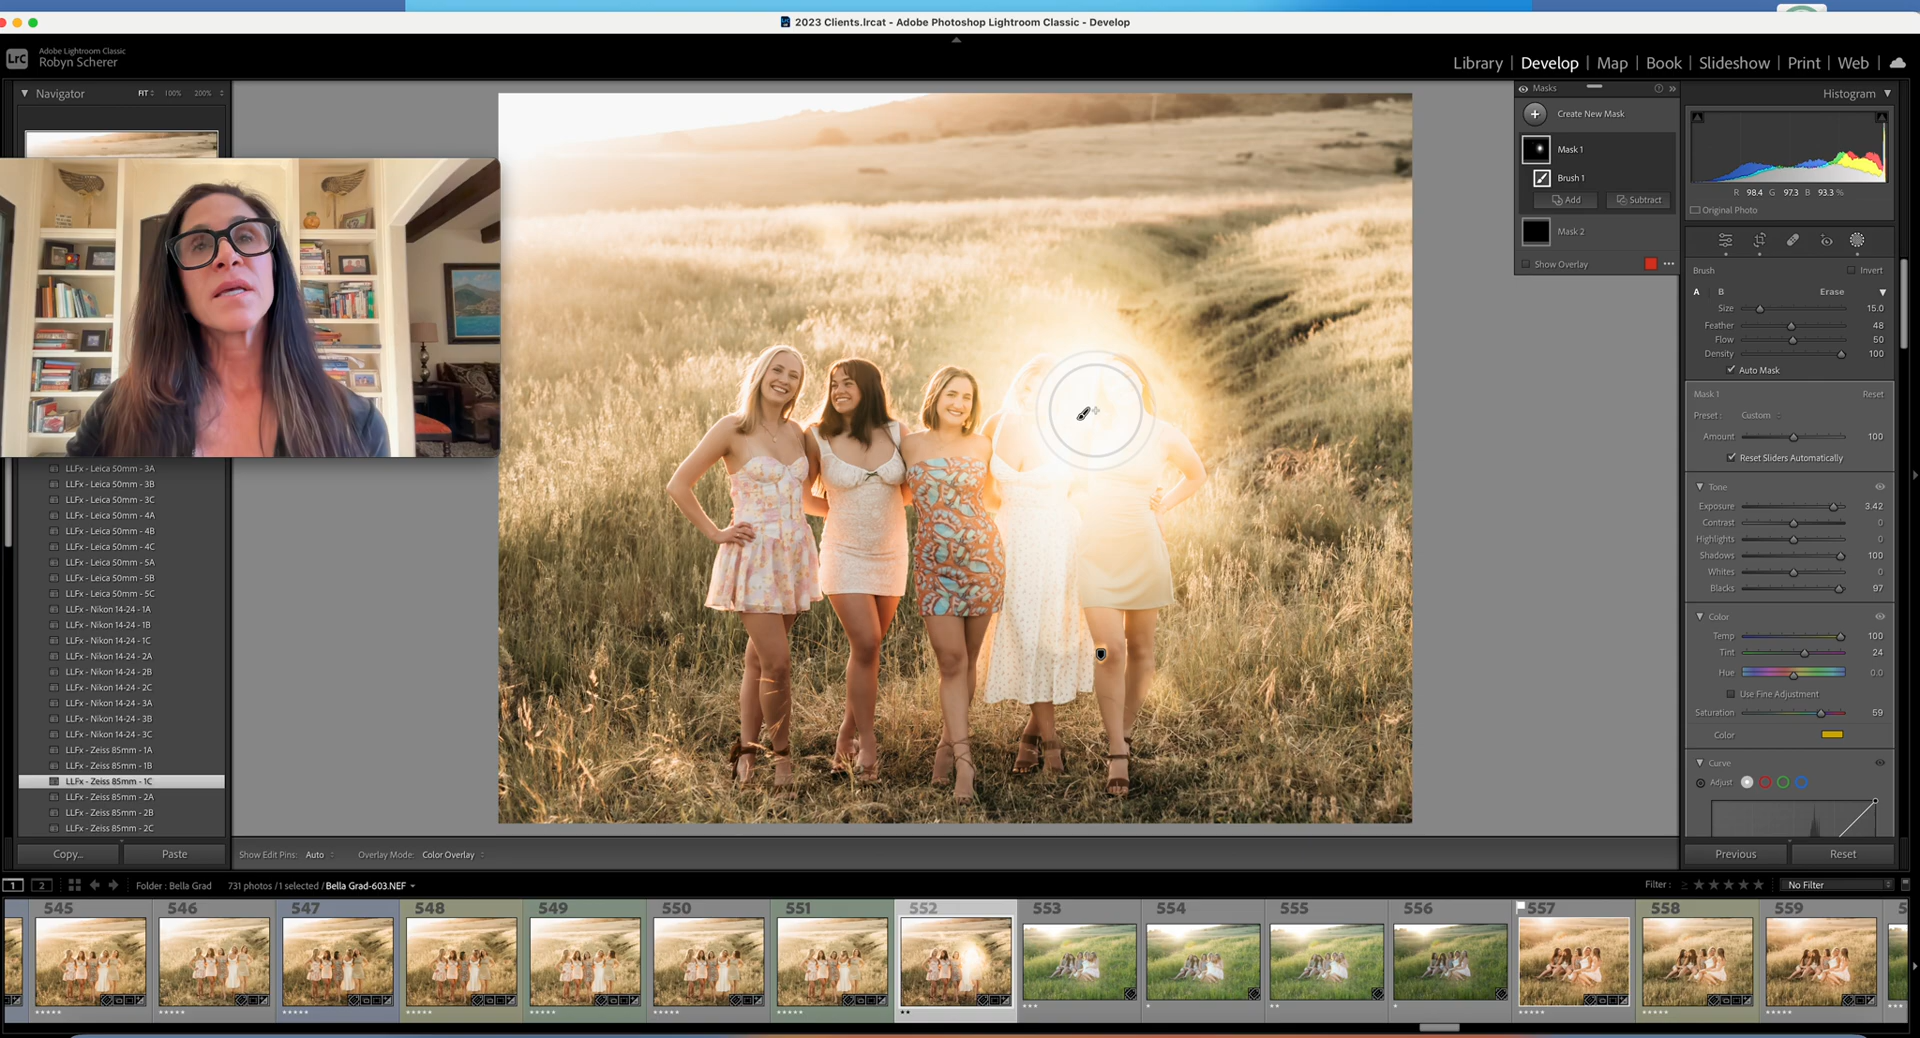 2023 Clients.lrcat - Adobe Photoshop Lightroom Classic - Develop
LrC
Adobe Lightroom Classic
Robyn Scherer
Library | Develop | Map | Book | Slideshow | Print | Web
Navigator FIT 100% 200%
LLFx - Leica 50mm - 3A
LLFx - Leica 50mm - 3B
LLFx - Leica 50mm - 3C
LLFx - Leica 50mm - 4A
LLFx - Leica 50mm - 4B
LLFx - Leica 50mm - 4C
LLFx - Leica 50mm - 5A
LLFx - Leica 50mm - 5B
LLFx - Leica 50mm - 5C
LLFx - Nikon 14-24 - 1A
LLFx - Nikon 14-24 - 1B
LLFx - Nikon 14-24 - 1C
LLFx - Nikon 14-24 - 2A
LLFx - Nikon 14-24 - 2B
LLFx - Nikon 14-24 - 2C
LLFx - Nikon 14-24 - 3A
LLFx - Nikon 14-24 - 3B
LLFx - Nikon 14-24 - 3C
LLFx - Zeiss 85mm - 1A
LLFx - Zeiss 85mm - 1B
LLFx - Zeiss 85mm - 1C
LLFx - Zeiss 85mm - 2A
LLFx - Zeiss 85mm - 2B
LLFx - Zeiss 85mm - 2C
Copy... Paste
Masks
Create New Mask
Mask 1
Brush 1
Add Subtract
Mask 2
Show Overlay
Histogram
R 98.4 G 97.3 B 93.3 %
Original Photo
Brush Invert
A B Erase
Size 15.0
Feather 48
Flow 50
Density 100
Auto Mask
Mask 1 Reset
Preset : Custom
Amount 100
Reset Sliders Automatically
Tone
Exposure 3.42
Contrast 0
Highlights 0
Shadows 100
Whites 0
Blacks 97
Color
Temp 100
Tint 24
Hue 0.0
Use Fine Adjustment
Saturation 59
Color
Curve
Adjust
Previous Reset
Show Edit Pins: Auto Overlay Mode: Color Overlay
1 2 Folder : Bella Grad 731 photos / 1 selected / Bella Grad-603.NEF Filter : No Filter
545 546 547 548 549 550 551 552 553 554 555 556 557 558 559 5